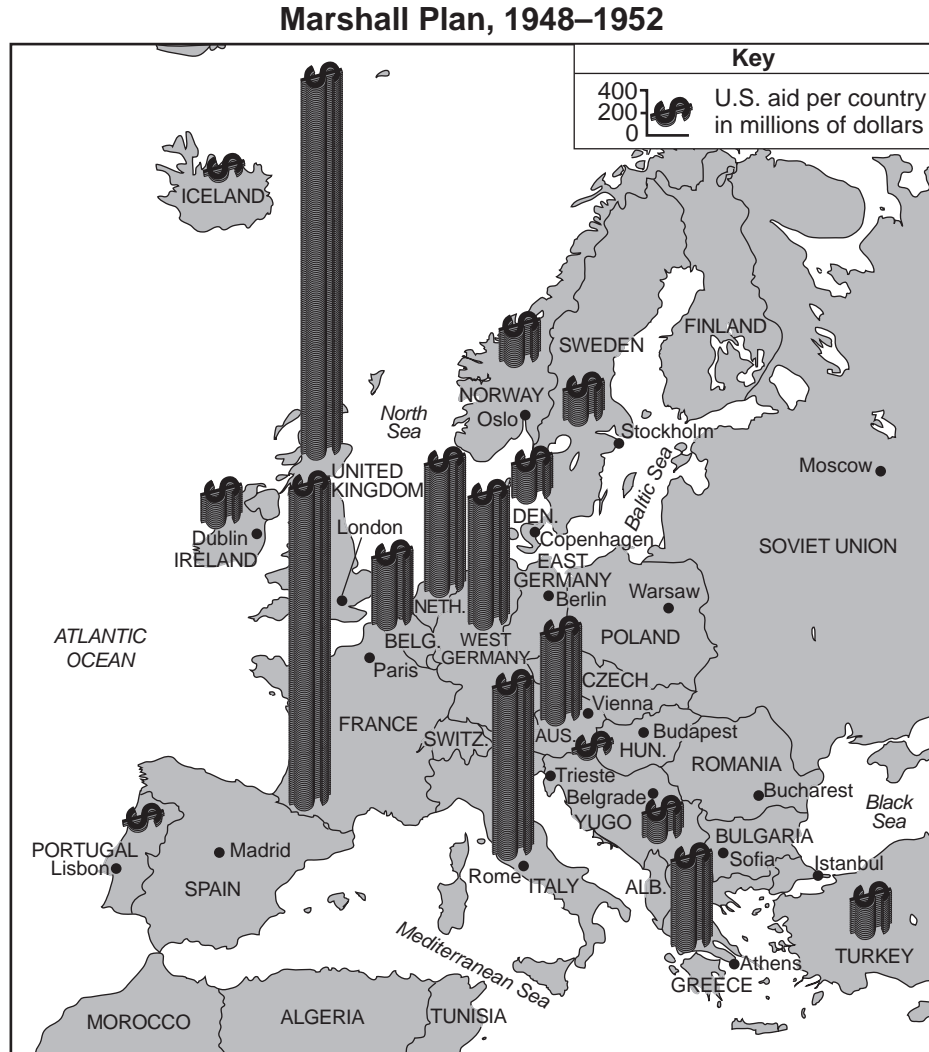 Marshall Plan, 1948–1952
Key
400
200
0
$
U.S. aid per country
in millions of dollars
ICELAND
FINLAND
SWEDEN
NORWAY
Oslo
North
Sea
Stockholm
Baltic Sea
Moscow
UNITED
KINGDOM
London
Dublin
IRELAND
DEN.
Copenhagen
SOVIET UNION
EAST
GERMANY
Berlin
Warsaw
NETH.
POLAND
ATLANTIC
OCEAN
BELG.
WEST
GERMANY
Paris
CZECH
Vienna
FRANCE
SWITZ.
AUS.
HUN.
Budapest
ROMANIA
Trieste
Belgrade
Bucharest
YUGO
Black
Sea
PORTUGAL
Lisbon
Madrid
SPAIN
BULGARIA
Sofia
Istanbul
Rome
ITALY
ALB.
Mediterranean Sea
Athens
GREECE
TURKEY
MOROCCO
ALGERIA
TUNISIA